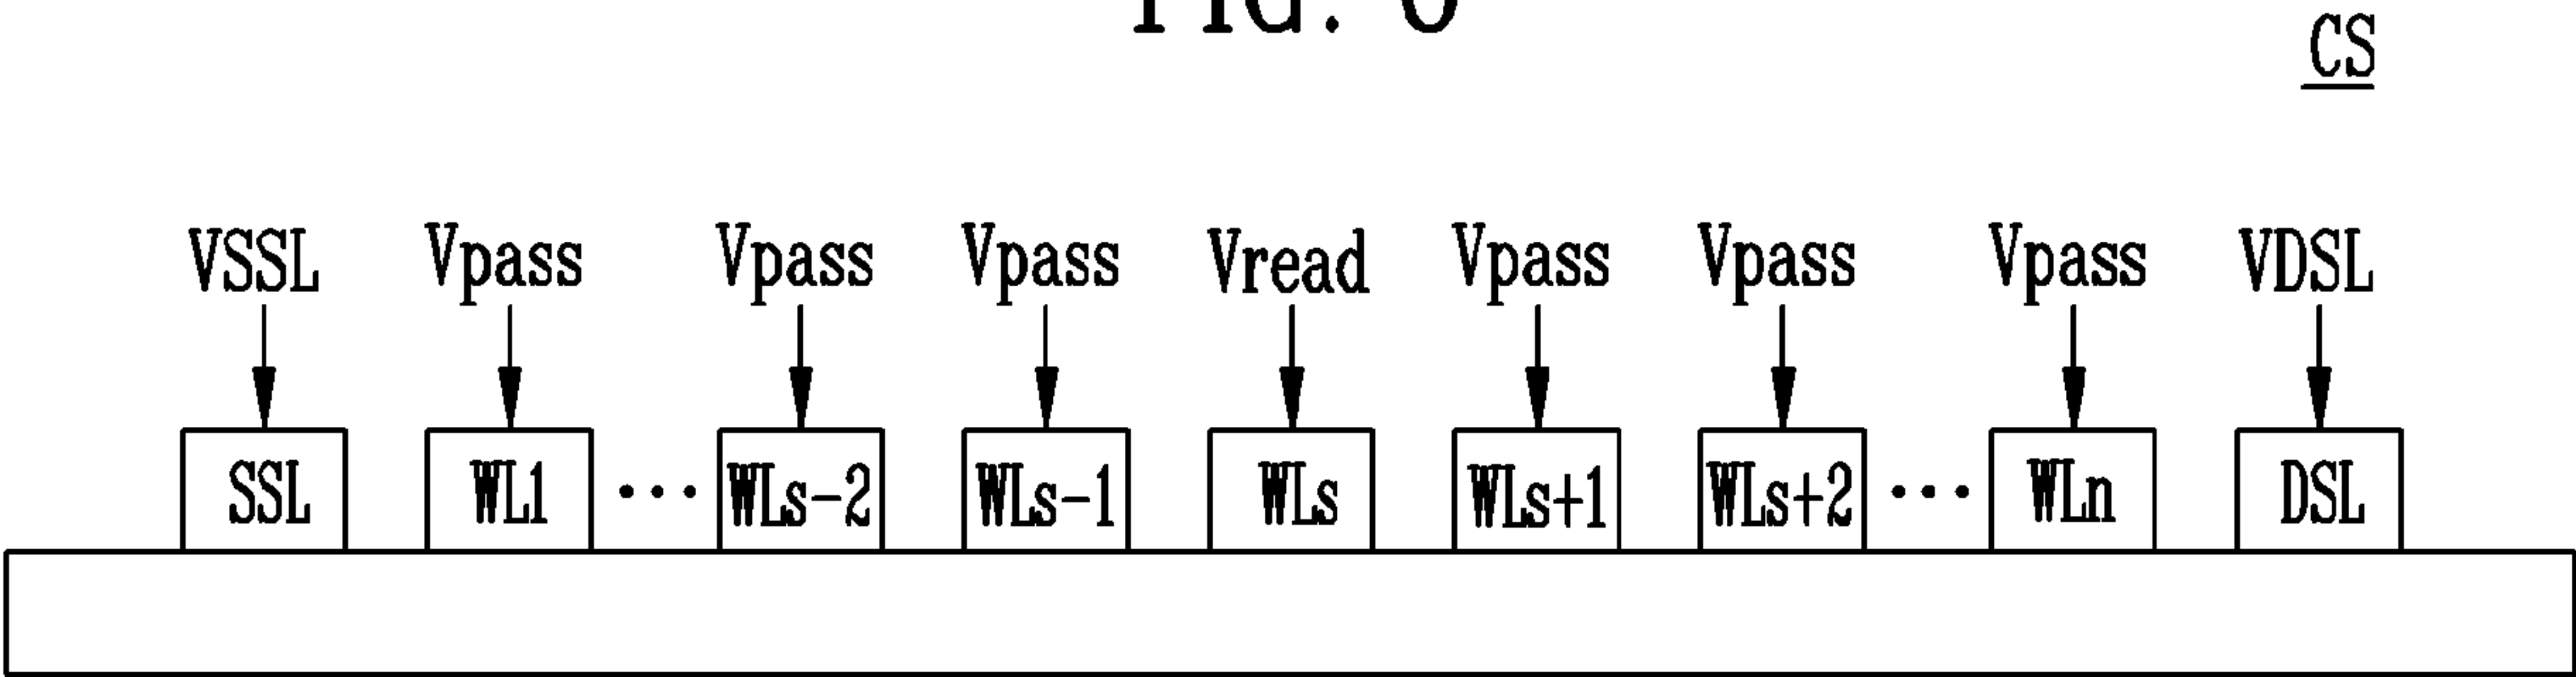 FIG.
CS
VSSL Vpass Vpass Vpass Vread Vpass Vpass Vpass VDSL
SSL WL1 ... WLs-2 WLs-1 WLs WLs+1 WLs+2 ... WLn DSL